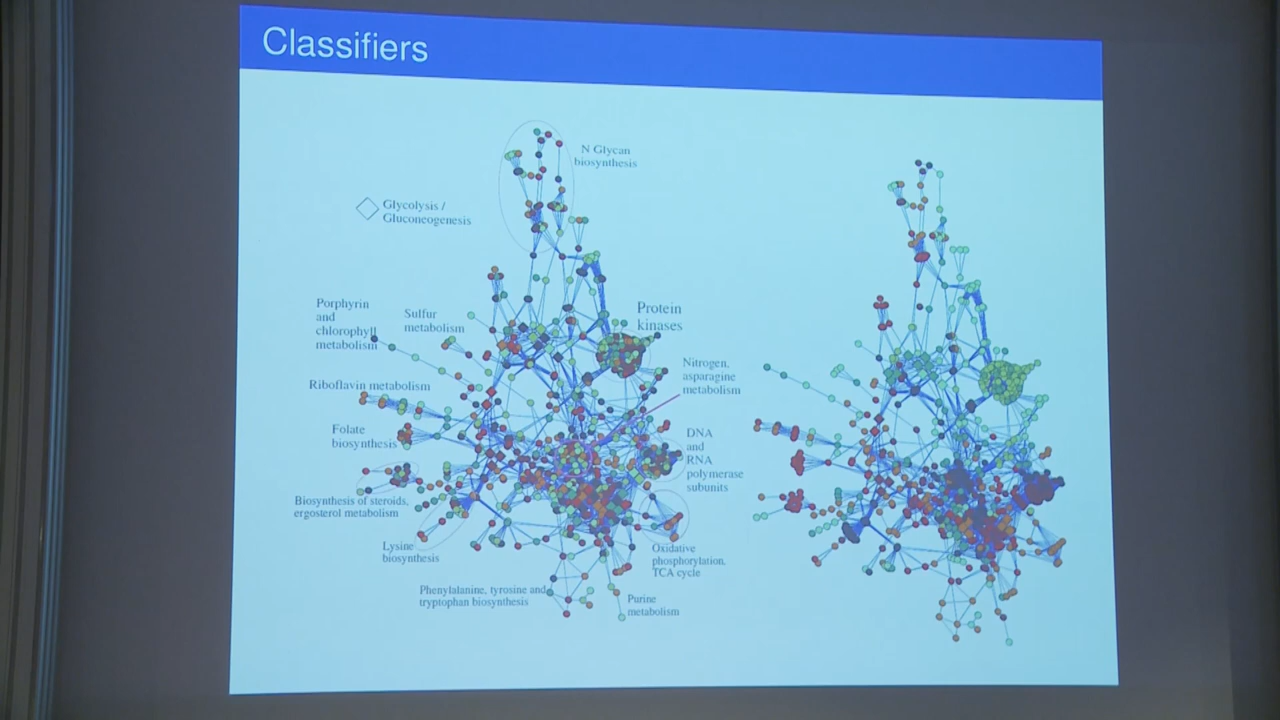 Classifiers
N Glycan
biosynthesis
Glycolysis /
Gluconeogenesis
Porphyrin
and
chlorophyll
metabolism
Sulfur
metabolism
Protein
kinases
Nitrogen,
asparagine
metabolism
Riboflavin metabolism
Folate
biosynthesis
DNA
and
RNA
polymerase
subunits
Biosynthesis of steroids,
ergosterol metabolism
Lysine
biosynthesis
Oxidative
phosphorylation,
TCA cycle
Phenylalanine, tyrosine and
tryptophan biosynthesis
Purine
metabolism